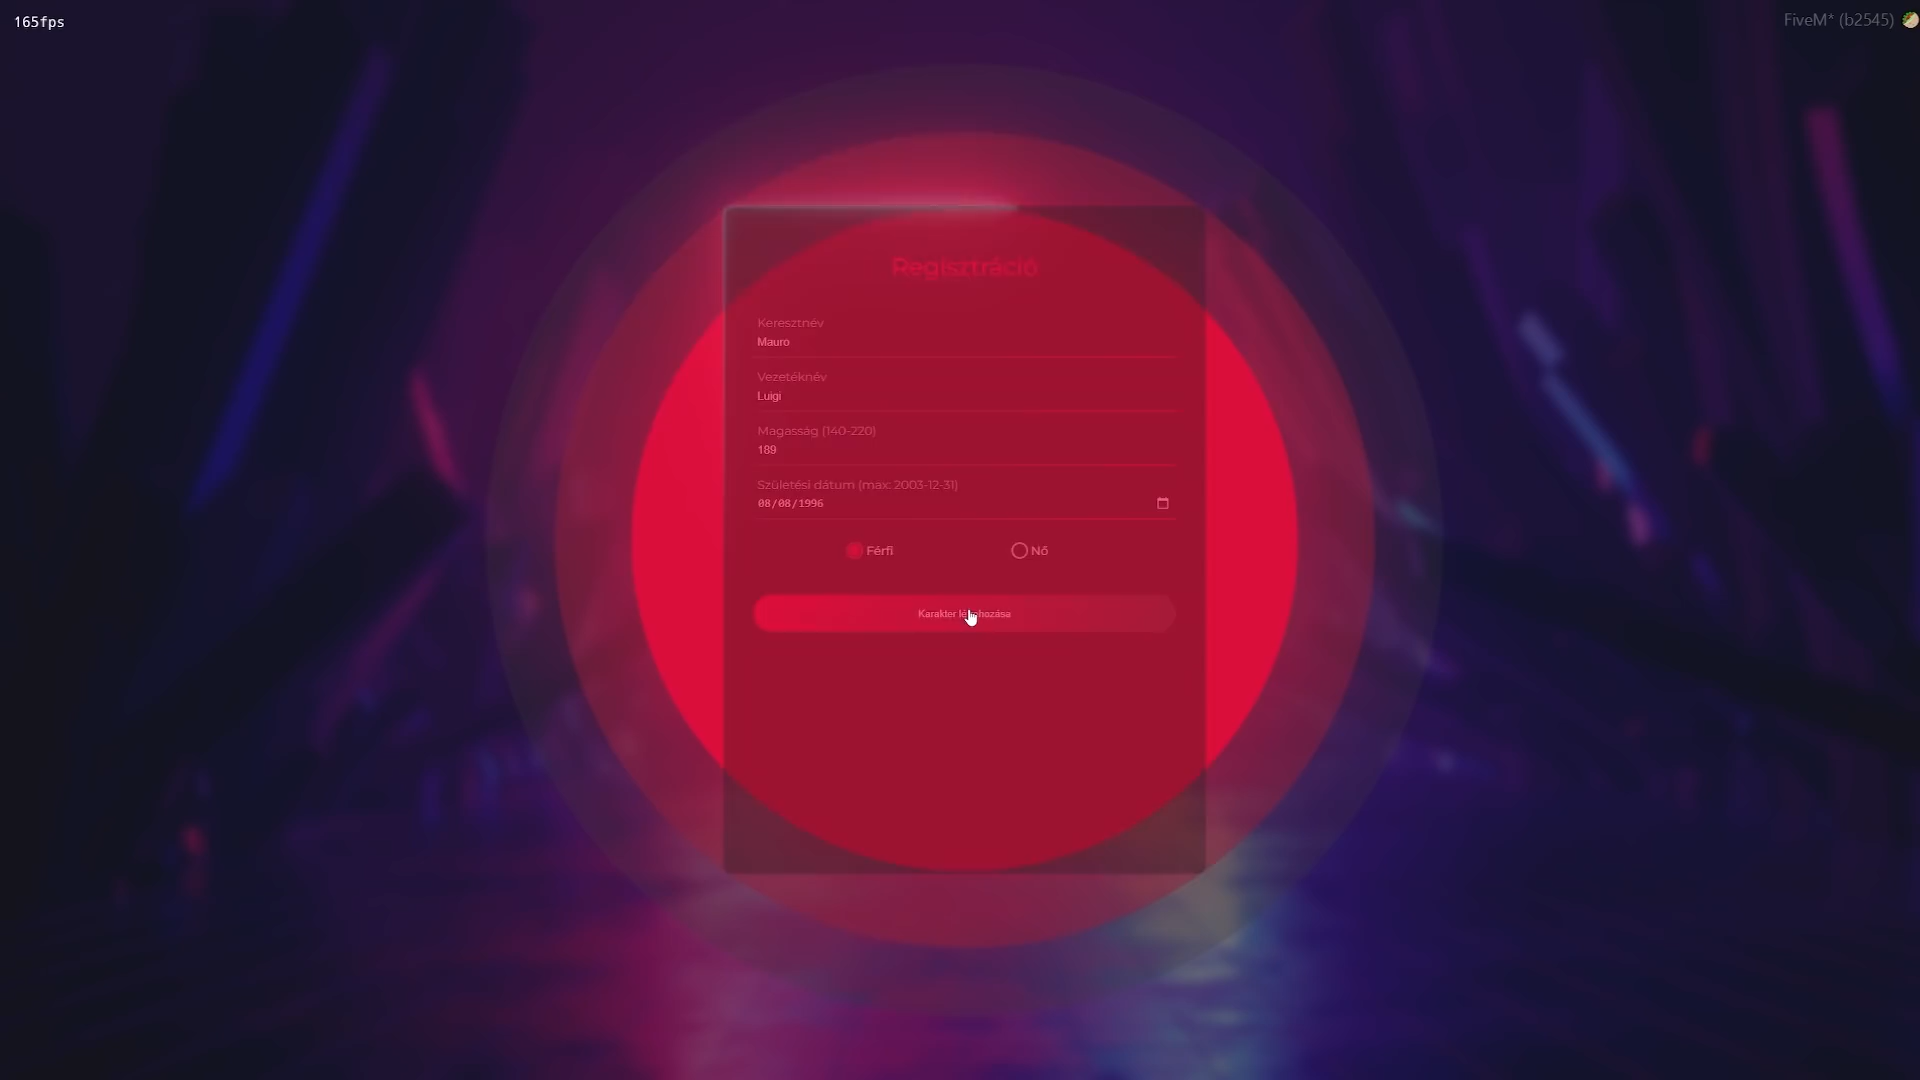 165fps
FiveM* (b2545)
Regisztráció
Keresztnév
Mauro
Vezetéknév
Luigi
Magasság (140-220)
189
Születési dátum (max: 2003-12-31)
08/08/1996
Férfi
Nő
Karakter